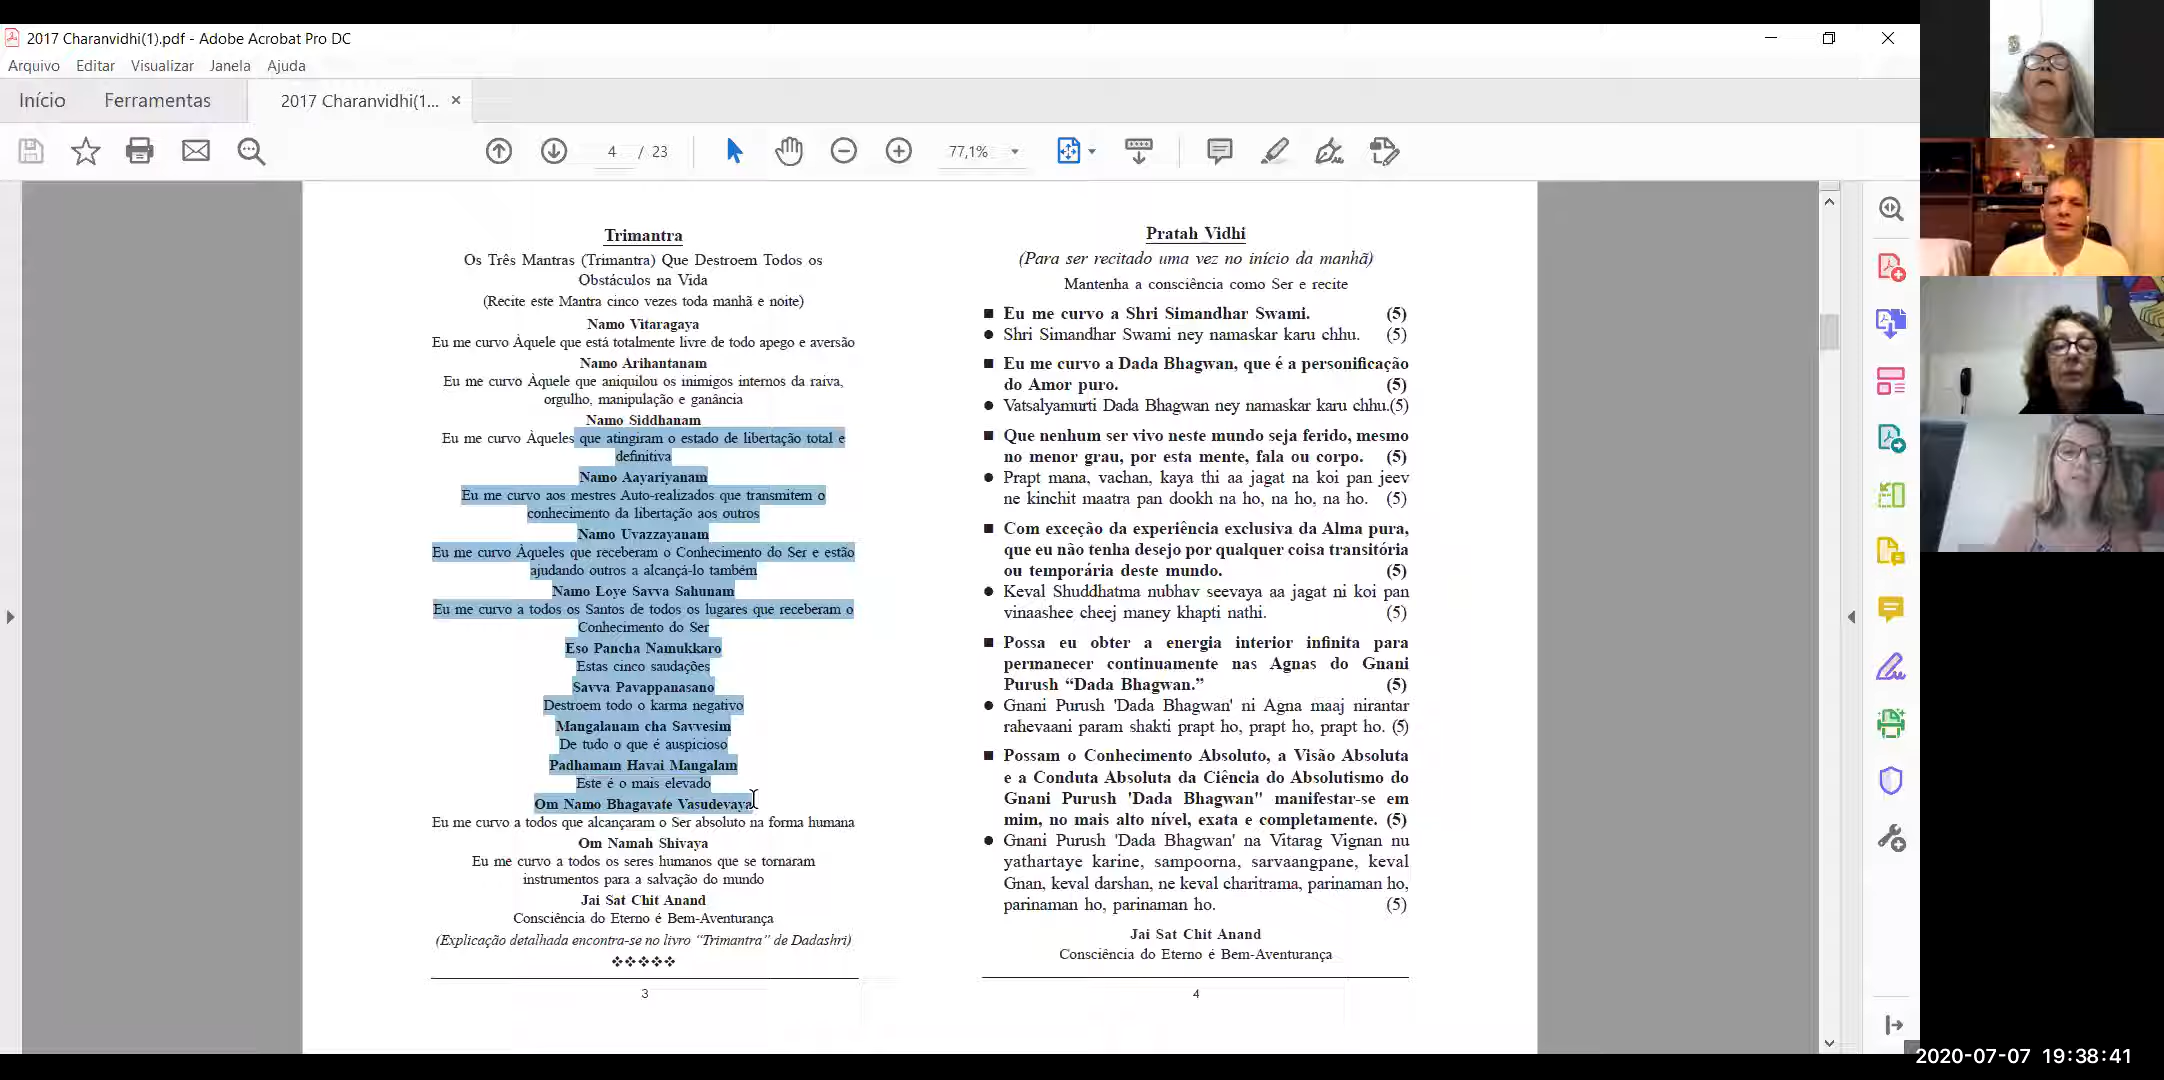 2017 Charanvidhi(1).pdf - Adobe Acrobat Pro DC
Arquivo Editar Visualizar Janela Ajuda
Início Ferramentas 2017 Charanvidhi(1... ×
4 / 23 77,1%
Trimantra
Os Três Mantras (Trimantra) Que Destroem Todos os
Obstáculos na Vida
(Recite este Mantra cinco vezes toda manhã e noite)
Namo Vitaragaya
Eu me curvo Àquele que está totalmente livre de todo apego e aversão
Namo Arihantanam
Eu me curvo Àquele que aniquilou os inimigos internos da raiva,
orgulho, manipulação e ganância
Namo Siddhanam
Eu me curvo Àqueles que atingiram o estado de libertação total e
definitiva
Namo Aayariyanam
Eu me curvo aos mestres Auto-realizados que transmitem o
conhecimento da libertação aos outros
Namo Uvazzayanam
Eu me curvo Àqueles que receberam o Conhecimento do Ser e estão
ajudando outros a alcançá-lo também
Namo Loye Savva Sahunam
Eu me curvo a todos os Santos de todos os lugares que receberam o
Conhecimento do Ser
Eso Pancha Namukkaro
Estas cinco saudações
Savva Pavappanasano
Destroem todo o karma negativo
Mangalanam cha Savvesim
De tudo o que é auspicioso
Padhamam Havai Mangalam
Este é o mais elevado
Om Namo Bhagavate Vasudevaya
Eu me curvo a todos que alcançaram o Ser absoluto na forma humana
Om Namah Shivaya
Eu me curvo a todos os seres humanos que se tornaram
instrumentos para a salvação do mundo
Jai Sat Chit Anand
Consciência do Eterno é Bem-Aventurança
(Explicação detalhada encontra-se no livro “Trimantra” de Dadashri)
❖❖❖❖❖
3
Pratah Vidhi
(Para ser recitado uma vez no início da manhã)
Mantenha a consciência como Ser e recite
■ Eu me curvo a Shri Simandhar Swami. (5)
● Shri Simandhar Swami ney namaskar karu chhu. (5)
■ Eu me curvo a Dada Bhagwan, que é a personificação
do Amor puro. (5)
● Vatsalyamurti Dada Bhagwan ney namaskar karu chhu.(5)
■ Que nenhum ser vivo neste mundo seja ferido, mesmo
no menor grau, por esta mente, fala ou corpo. (5)
● Prapt mana, vachan, kaya thi aa jagat na koi pan jeev
ne kinchit maatra pan dookh na ho, na ho, na ho. (5)
■ Com exceção da experiência exclusiva da Alma pura,
que eu não tenha desejo por qualquer coisa transitória
ou temporária deste mundo. (5)
● Keval Shuddhatma nubhav seevaya aa jagat ni koi pan
vinaashee cheej maney khapti nathi. (5)
■ Possa eu obter a energia interior infinita para
permanecer continuamente nas Agnas do Gnani
Purush “Dada Bhagwan.” (5)
● Gnani Purush 'Dada Bhagwan' ni Agna maaj nirantar
rahevaani param shakti prapt ho, prapt ho, prapt ho. (5)
■ Possam o Conhecimento Absoluto, a Visão Absoluta
e a Conduta Absoluta da Ciência do Absolutismo do
Gnani Purush 'Dada Bhagwan" manifestar-se em
mim, no mais alto nível, exata e completamente. (5)
● Gnani Purush 'Dada Bhagwan' na Vitarag Vignan nu
yathartaye karine, sampoorna, sarvaangpane, keval
Gnan, keval darshan, ne keval charitrama, parinaman ho,
parinaman ho, parinaman ho. (5)
Jai Sat Chit Anand
Consciência do Eterno é Bem-Aventurança
4
2020-07-07 19:38:41